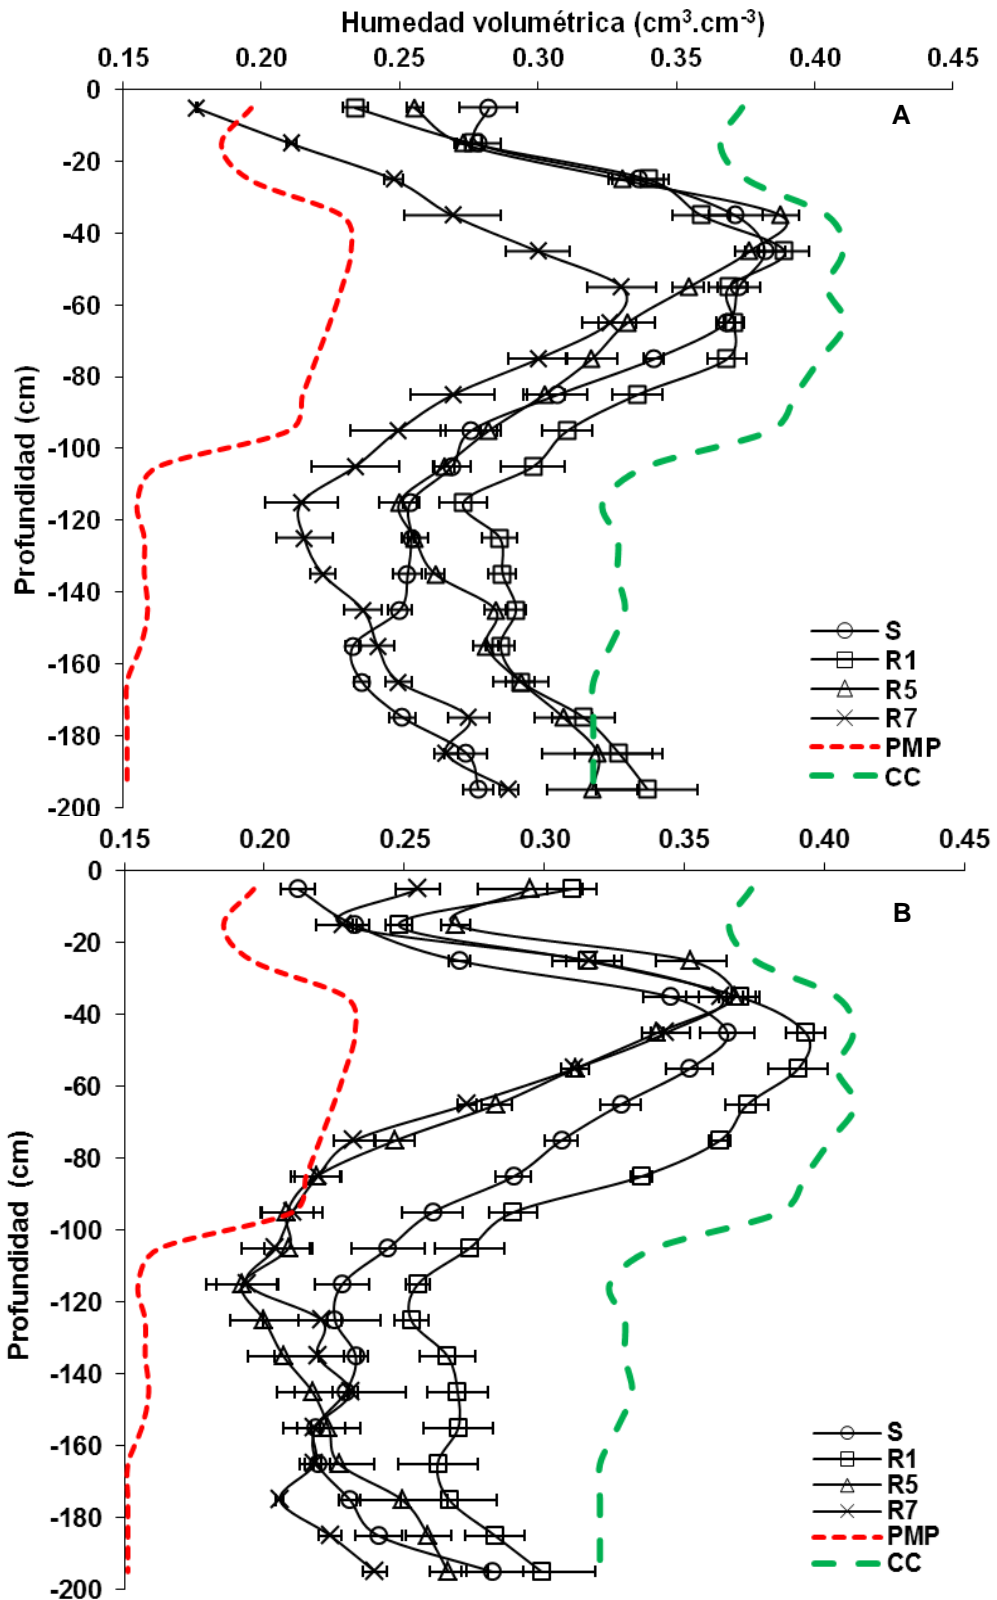 Humedad volumétrica (cm³.cm⁻³)
0.15 0.20 0.25 0.30 0.35 0.40 0.45
A
0
-20
-40
-60
-80
-100
-120
-140
-160
-180
-200
Profundidad (cm)
S
R1
R5
R7
PMP
CC
0.15 0.20 0.25 0.30 0.35 0.40 0.45
B
0
-20
-40
-60
-80
-100
-120
-140
-160
-180
-200
Profundidad (cm)
S
R1
R5
R7
PMP
CC